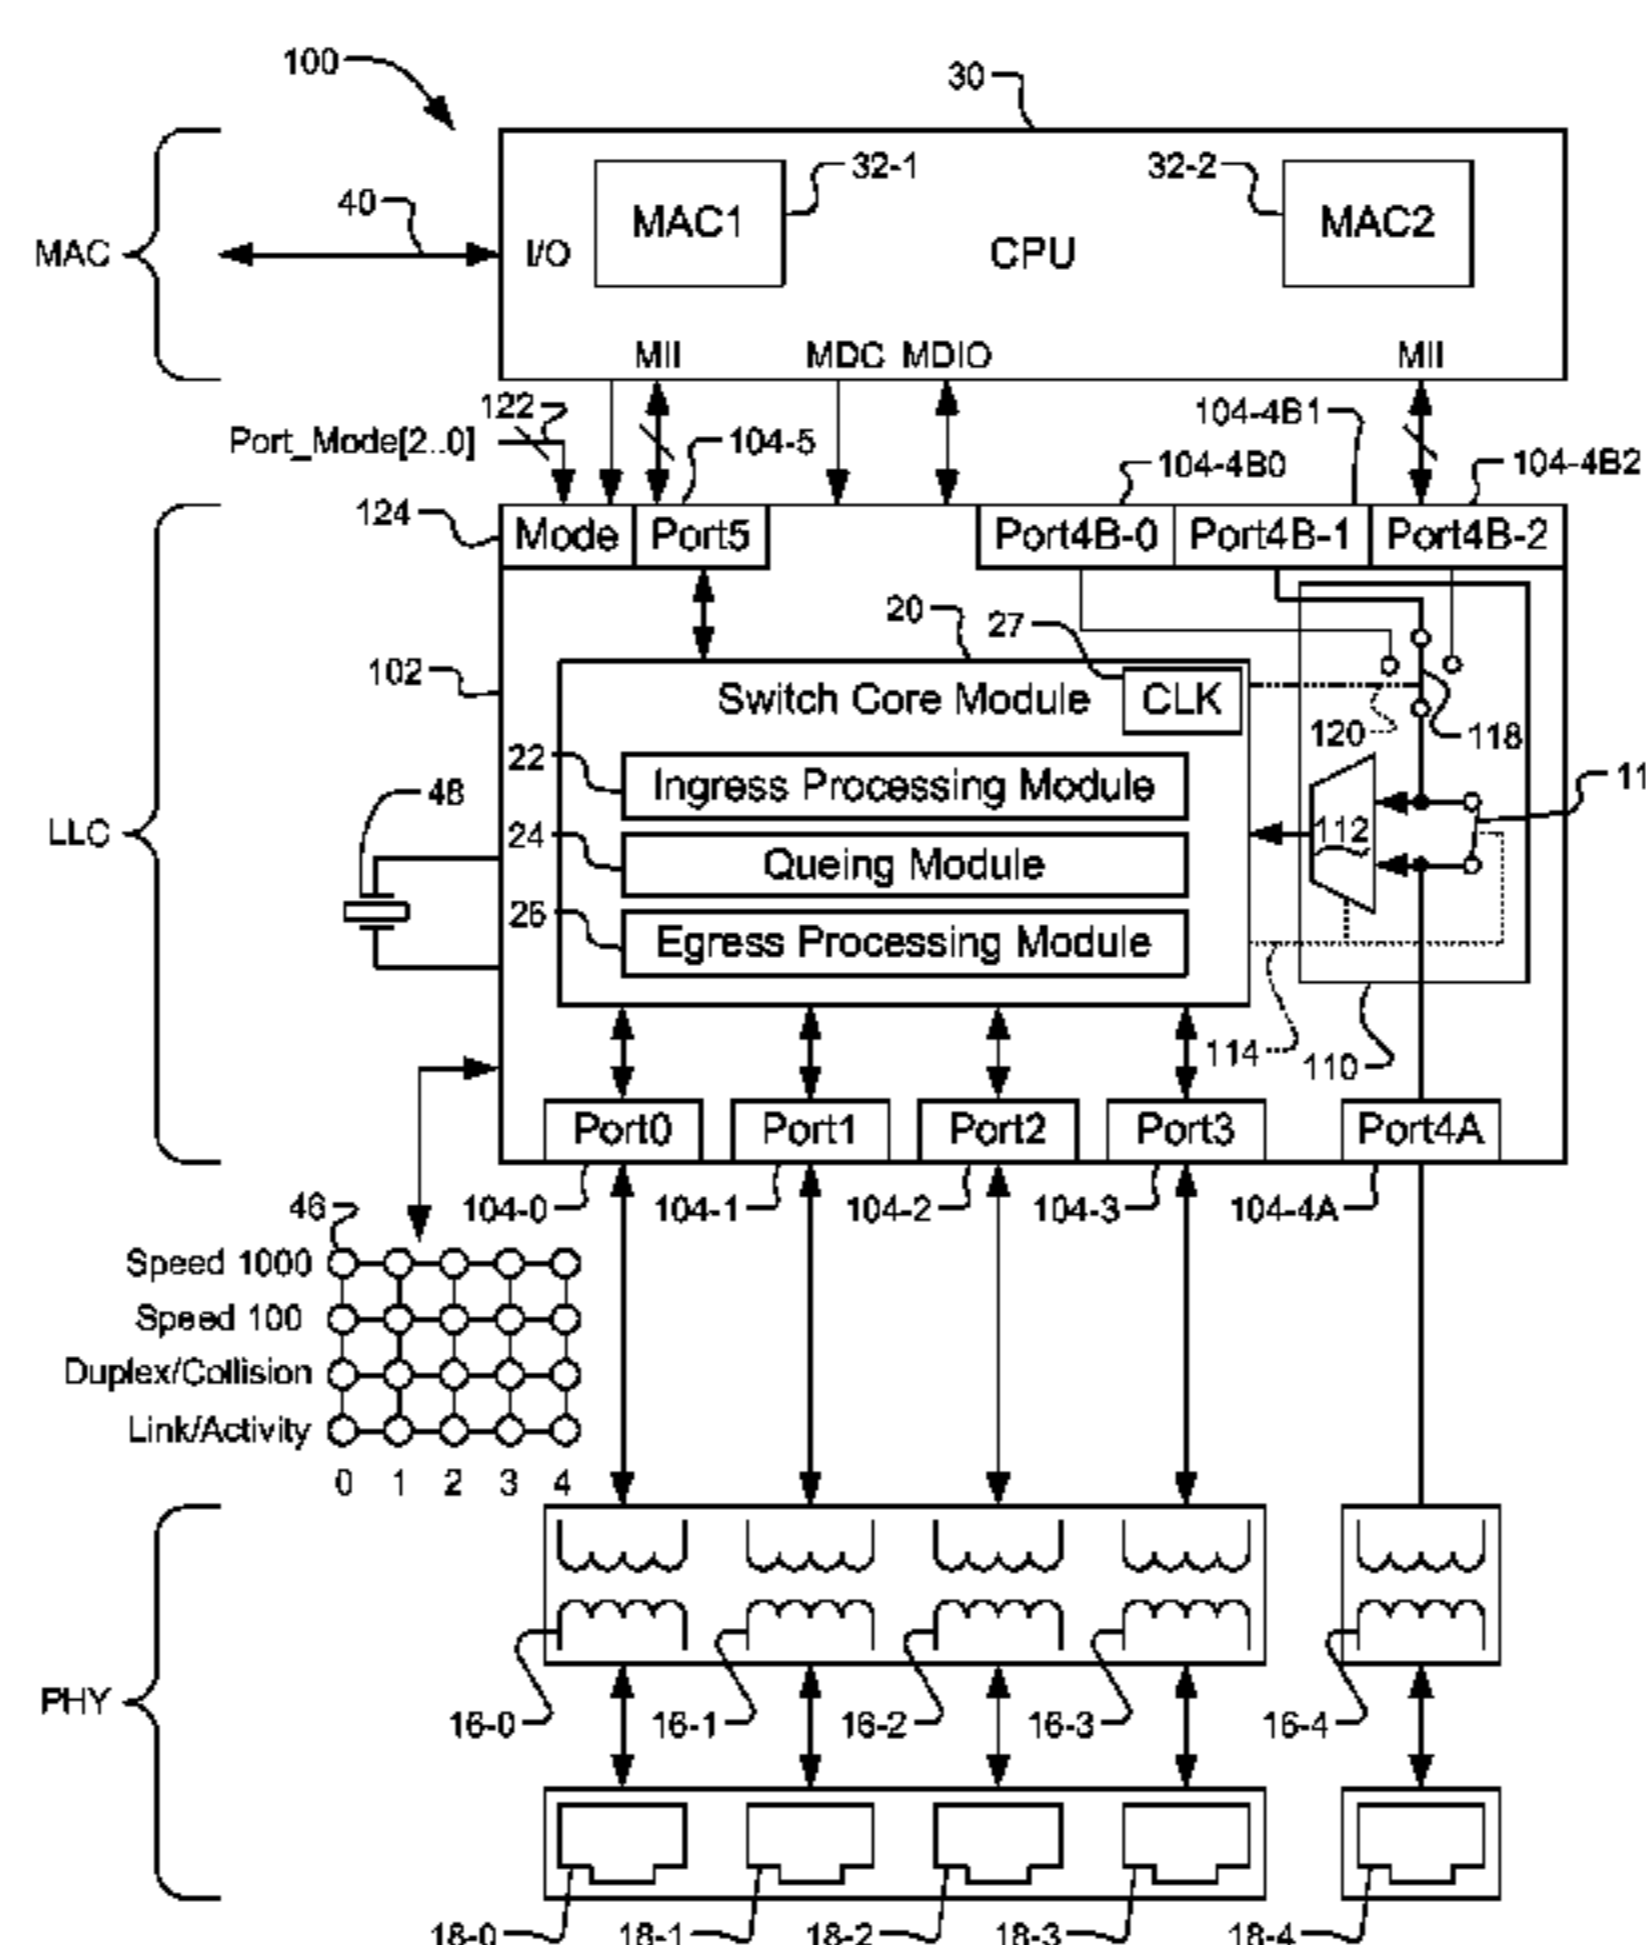 100
30
32-1
32-2
MAC1
MAC2
40
MAC
I/O
CPU
MII
MDC
MDIO
MII
122
104-4B1
Port_Mode[2..0]
104-5
104-4B0
104-4B2
124
Mode
Port5
Port4B-0
Port4B-1
Port4B-2
20
27
102
Switch Core Module
CLK
120
118
22
Ingress Processing Module
48
11
LLC
112
24
Queing Module
26
Egress Processing Module
114
110
Port0
Port1
Port2
Port3
Port4A
46
104-0
104-1
104-2
104-3
104-4A
Speed 1000
Speed 100
Duplex/Collision
Link/Activity
0 1 2 3 4
PHY
16-0
16-1
16-2
16-3
16-4
18-0
18-1
18-2
18-3
18-4